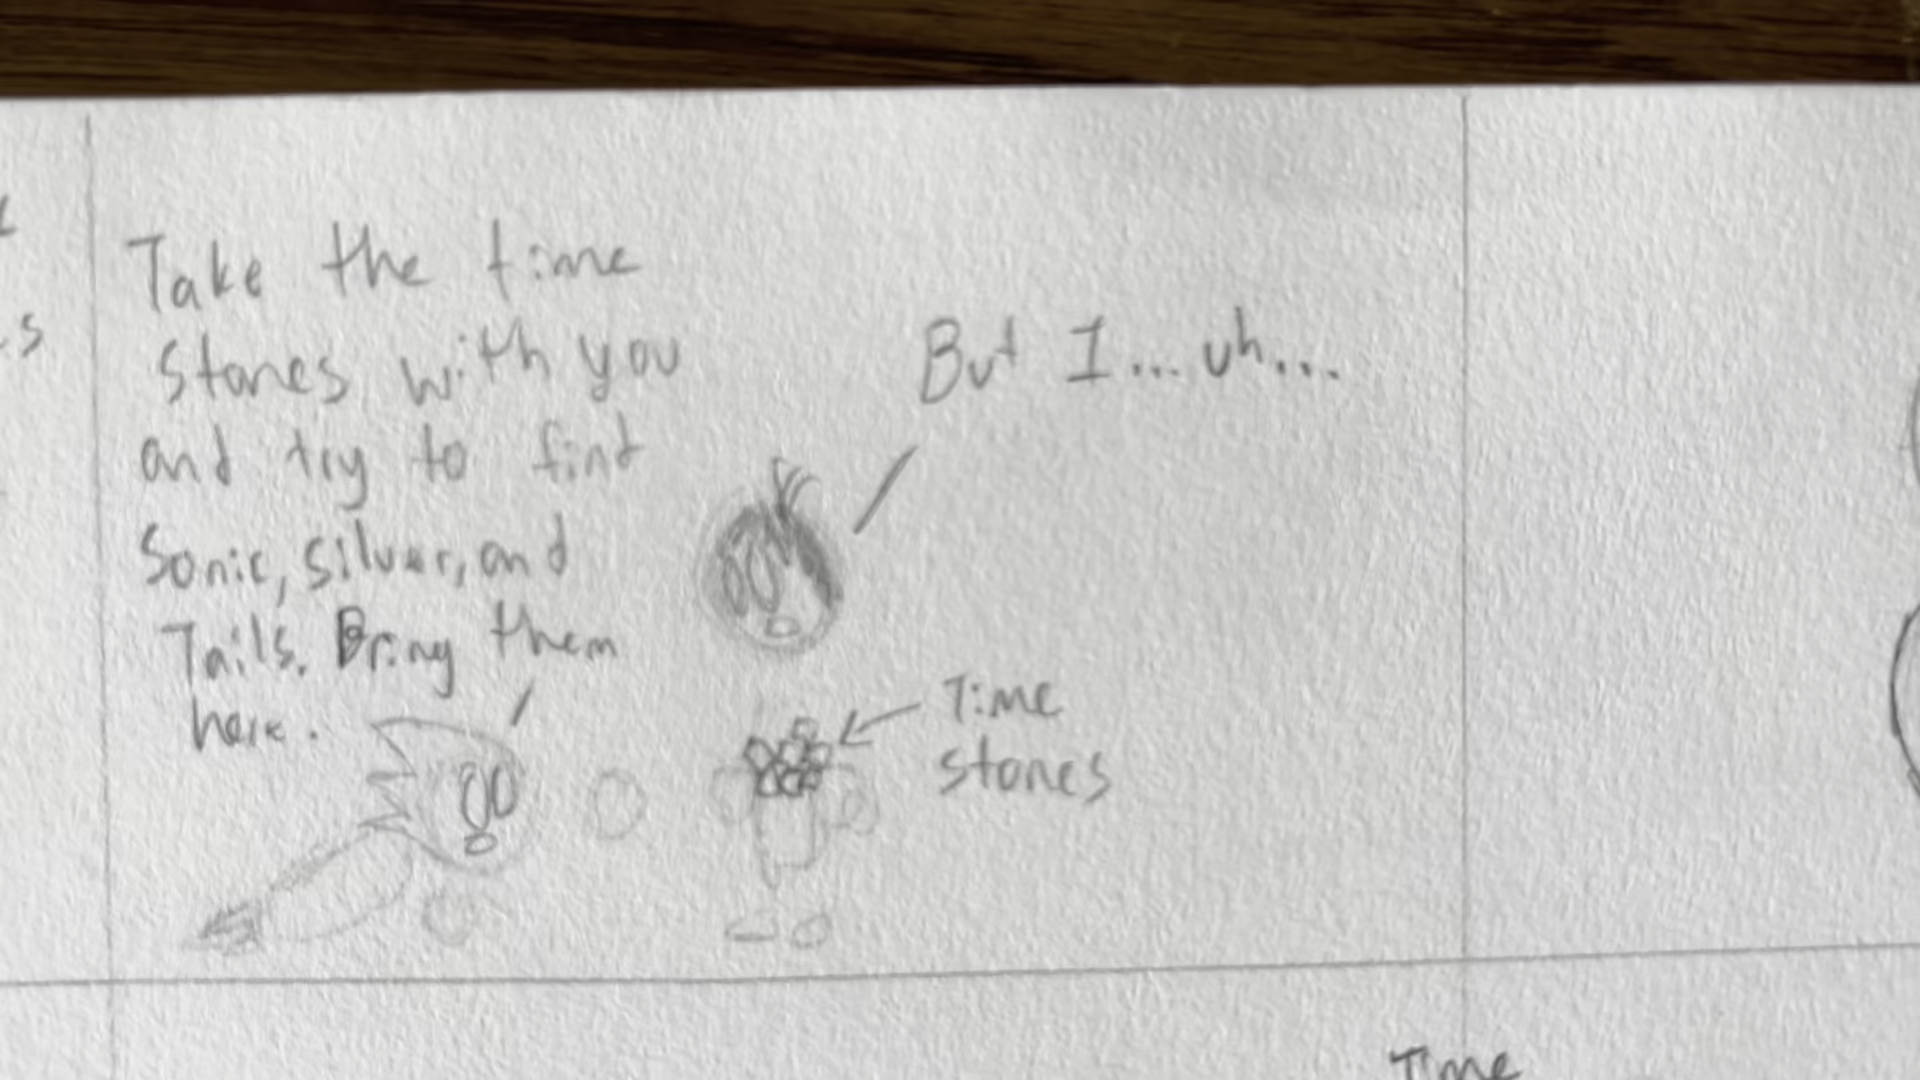 Take the time
stones with you
and try to find
Sonic, Silver, and
Tails. Bring them
here.
But I... uh...
Time
stones
Time